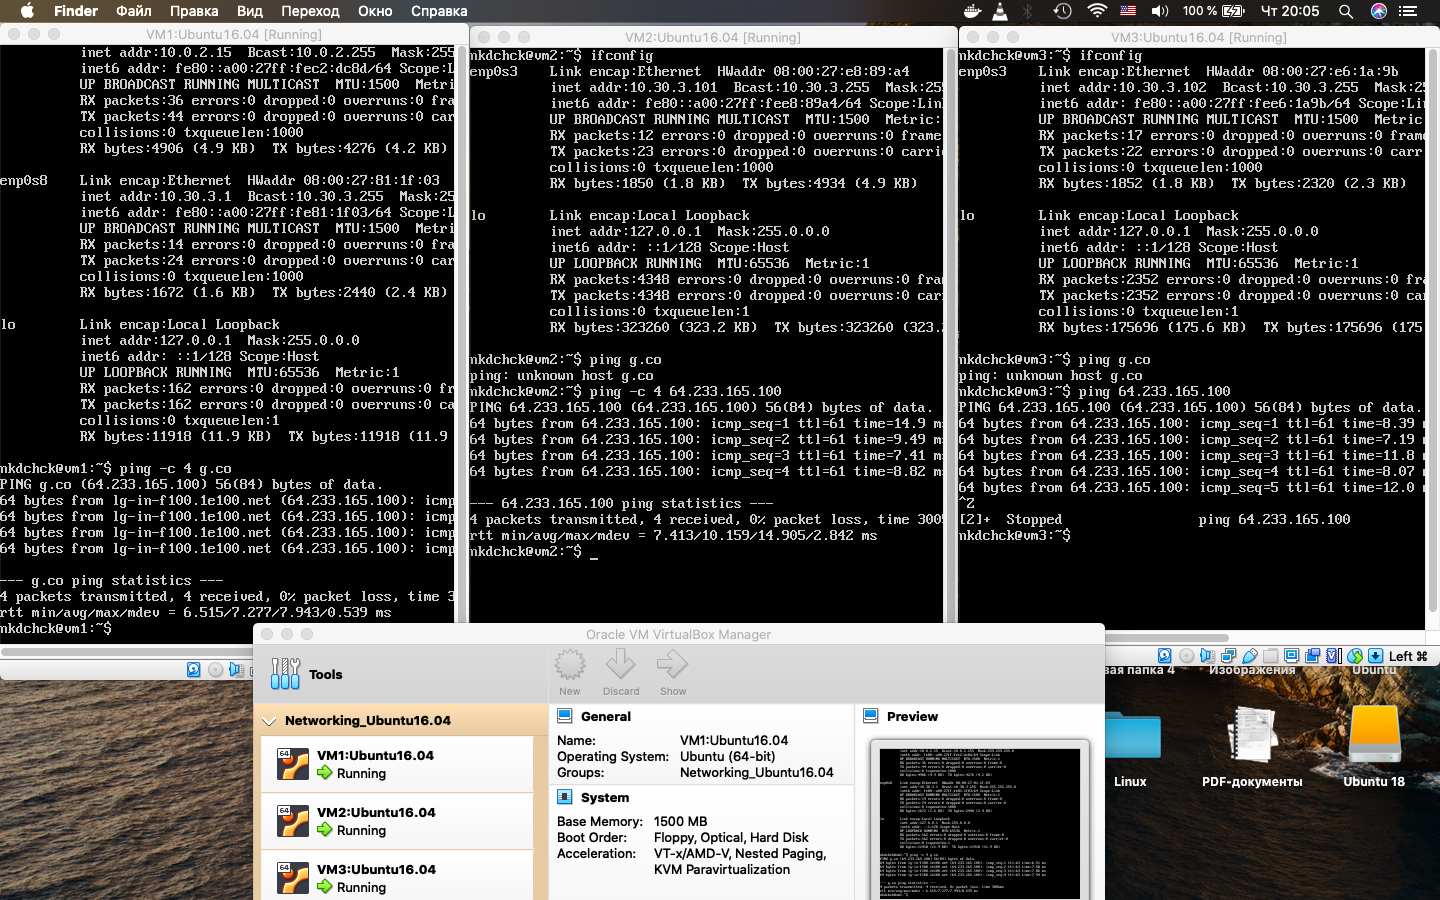 Finder Файл Правка Вид Переход Окно Справка 100 % Чт 20:05
VM1:Ubuntu16.04 [Running]
inet addr:10.0.2.15 Bcast:10.0.2.255 Mask:255
inet6 addr: fe80::a00:27ff:fec2:dc8d/64 Scope:L
UP BROADCAST RUNNING MULTICAST MTU:1500 Metri
RX packets:36 errors:0 dropped:0 overruns:0 fra
TX packets:44 errors:0 dropped:0 overruns:0 car
collisions:0 txqueuelen:1000
RX bytes:4906 (4.9 KB) TX bytes:4276 (4.2 KB)
enp0s8 Link encap:Ethernet HWaddr 08:00:27:81:1f:03
inet addr:10.30.3.1 Bcast:10.30.3.255 Mask:25
inet6 addr: fe80::a00:27ff:fe81:1f03/64 Scope:L
UP BROADCAST RUNNING MULTICAST MTU:1500 Metri
RX packets:14 errors:0 dropped:0 overruns:0 fra
TX packets:24 errors:0 dropped:0 overruns:0 car
collisions:0 txqueuelen:1000
RX bytes:1672 (1.6 KB) TX bytes:2440 (2.4 KB)
lo Link encap:Local Loopback
inet addr:127.0.0.1 Mask:255.0.0.0
inet6 addr: ::1/128 Scope:Host
UP LOOPBACK RUNNING MTU:65536 Metric:1
RX packets:162 errors:0 dropped:0 overruns:0 fr
TX packets:162 errors:0 dropped:0 overruns:0 ca
collisions:0 txqueuelen:1
RX bytes:11918 (11.9 KB) TX bytes:11918 (11.9
nkdchck@vm1:~$ ping -c 4 g.co
PING g.co (64.233.165.100) 56(84) bytes of data.
64 bytes from lg-in-f100.1e100.net (64.233.165.100): icmp
64 bytes from lg-in-f100.1e100.net (64.233.165.100): icmp
64 bytes from lg-in-f100.1e100.net (64.233.165.100): icmp
64 bytes from lg-in-f100.1e100.net (64.233.165.100): icmp
--- g.co ping statistics ---
4 packets transmitted, 4 received, 0% packet loss, time 3
rtt min/avg/max/mdev = 6.515/7.277/7.943/0.539 ms
nkdchck@vm1:~$
VM2:Ubuntu16.04 [Running]
nkdchck@vm2:~$ ifconfig
enp0s3 Link encap:Ethernet HWaddr 08:00:27:e8:89:a4
inet addr:10.30.3.101 Bcast:10.30.3.255 Mask:255
inet6 addr: fe80::a00:27ff:fee8:89a4/64 Scope:Lin
UP BROADCAST RUNNING MULTICAST MTU:1500 Metric:
RX packets:12 errors:0 dropped:0 overruns:0 frame
TX packets:23 errors:0 dropped:0 overruns:0 carri
collisions:0 txqueuelen:1000
RX bytes:1850 (1.8 KB) TX bytes:4934 (4.9 KB)
lo Link encap:Local Loopback
inet addr:127.0.0.1 Mask:255.0.0.0
inet6 addr: ::1/128 Scope:Host
UP LOOPBACK RUNNING MTU:65536 Metric:1
RX packets:4348 errors:0 dropped:0 overruns:0 fram
TX packets:4348 errors:0 dropped:0 overruns:0 carr
collisions:0 txqueuelen:1
RX bytes:323260 (323.2 KB) TX bytes:323260 (323.2
nkdchck@vm2:~$ ping g.co
ping: unknown host g.co
nkdchck@vm2:~$ ping -c 4 64.233.165.100
PING 64.233.165.100 (64.233.165.100) 56(84) bytes of data.
64 bytes from 64.233.165.100: icmp_seq=1 ttl=61 time=14.9 ms
64 bytes from 64.233.165.100: icmp_seq=2 ttl=61 time=9.49 ms
64 bytes from 64.233.165.100: icmp_seq=3 ttl=61 time=7.41 ms
64 bytes from 64.233.165.100: icmp_seq=4 ttl=61 time=8.82 ms
--- 64.233.165.100 ping statistics ---
4 packets transmitted, 4 received, 0% packet loss, time 3005
rtt min/avg/max/mdev = 7.413/10.159/14.905/2.842 ms
nkdchck@vm2:~$ _
VM3:Ubuntu16.04 [Running]
nkdchck@vm3:~$ ifconfig
enp0s3 Link encap:Ethernet HWaddr 08:00:27:e6:1a:9b
inet addr:10.30.3.102 Bcast:10.30.3.255 Mask:25
inet6 addr: fe80::a00:27ff:fee6:1a9b/64 Scope:Lin
UP BROADCAST RUNNING MULTICAST MTU:1500 Metric
RX packets:17 errors:0 dropped:0 overruns:0 frame
TX packets:22 errors:0 dropped:0 overruns:0 carr
collisions:0 txqueuelen:1000
RX bytes:1852 (1.8 KB) TX bytes:2320 (2.3 KB)
lo Link encap:Local Loopback
inet addr:127.0.0.1 Mask:255.0.0.0
inet6 addr: ::1/128 Scope:Host
UP LOOPBACK RUNNING MTU:65536 Metric:1
RX packets:2352 errors:0 dropped:0 overruns:0 fra
TX packets:2352 errors:0 dropped:0 overruns:0 car
collisions:0 txqueuelen:1
RX bytes:175696 (175.6 KB) TX bytes:175696 (175
nkdchck@vm3:~$ ping g.co
ping: unknown host g.co
nkdchck@vm3:~$ ping 64.233.165.100
PING 64.233.165.100 (64.233.165.100) 56(84) bytes of data.
64 bytes from 64.233.165.100: icmp_seq=1 ttl=61 time=8.39 m
64 bytes from 64.233.165.100: icmp_seq=2 ttl=61 time=7.19 m
64 bytes from 64.233.165.100: icmp_seq=3 ttl=61 time=11.8 m
64 bytes from 64.233.165.100: icmp_seq=4 ttl=61 time=8.07 m
64 bytes from 64.233.165.100: icmp_seq=5 ttl=61 time=12.0 m
^Z
[2]+ Stopped ping 64.233.165.100
nkdchck@vm3:~$
Left ⌘
Oracle VM VirtualBox Manager
Tools
New Discard Show
Networking_Ubuntu16.04
64 VM1:Ubuntu16.04
Running
64 VM2:Ubuntu16.04
Running
64 VM3:Ubuntu16.04
Running
General
Name: VM1:Ubuntu16.04
Operating System: Ubuntu (64-bit)
Groups: Networking_Ubuntu16.04
System
Base Memory: 1500 MB
Boot Order: Floppy, Optical, Hard Disk
Acceleration: VT-x/AMD-V, Nested Paging,
KVM Paravirtualization
Preview
вая папка 4 Изображения Ubuntu
Linux PDF-документы Ubuntu 18